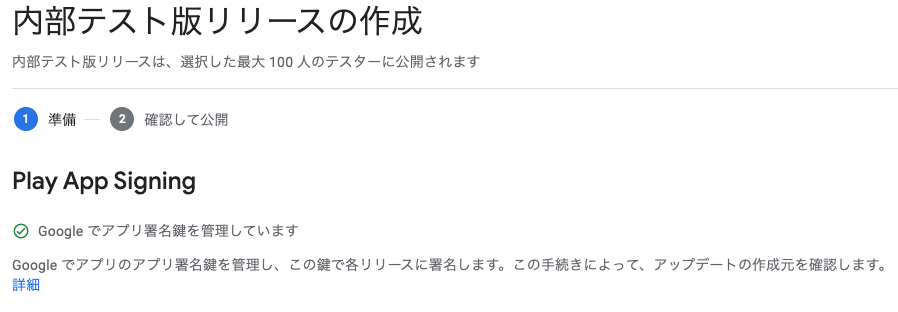 内部テスト版リリースの作成
内部テスト版リリースは、選択した最大 100 人のテスターに公開されます
1 準備 2 確認して公開
Play App Signing
Google でアプリ署名鍵を管理しています
Google でアプリのアプリ署名鍵を管理し、この鍵で各リリースに署名します。この手続きによって、アップデートの作成元を確認します。
詳細